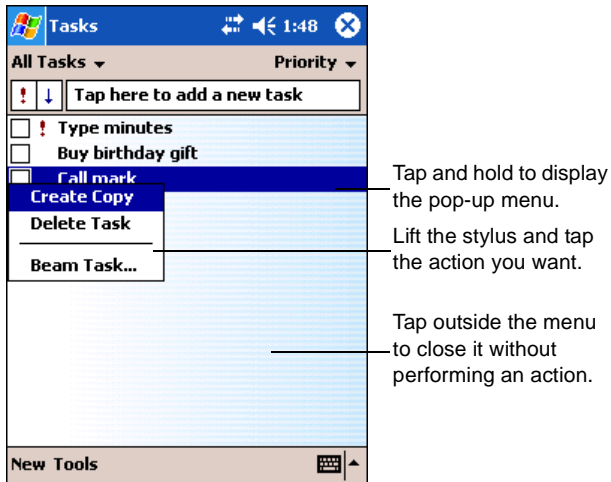 Tasks 1:48
All Tasks Priority
! ↓ Tap here to add a new task
! Type minutes
Buy birthday gift
Call mark
Create Copy
Delete Task
Beam Task...
New Tools
Tap and hold to display
the pop-up menu.
Lift the stylus and tap
the action you want.
Tap outside the menu
to close it without
performing an action.